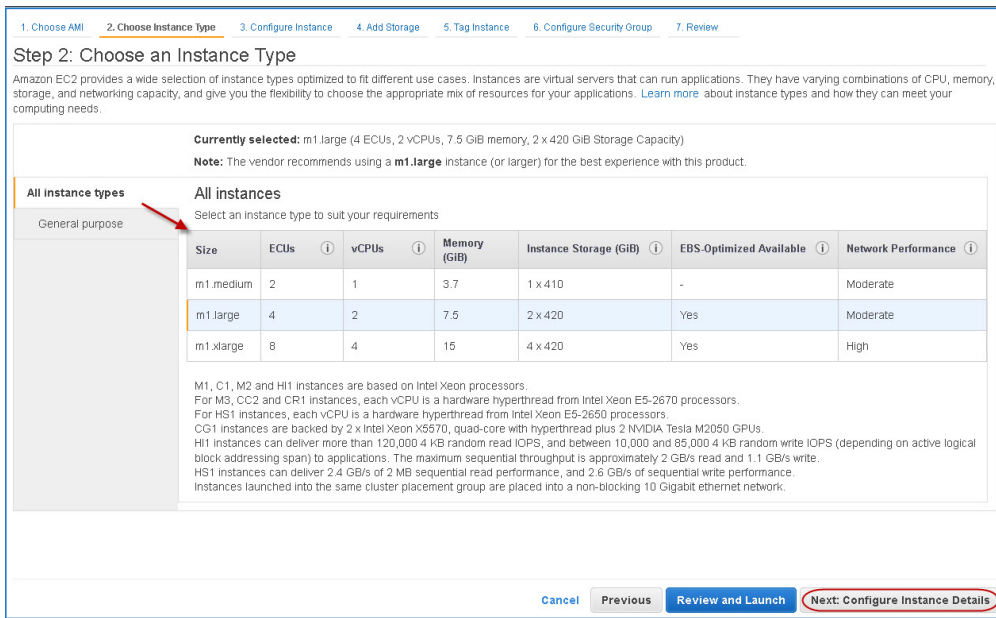 1. Choose AMI 2. Choose Instance Type 3. Configure Instance 4. Add Storage 5. Tag Instance 6. Configure Security Group 7. Review
Step 2: Choose an Instance Type
Amazon EC2 provides a wide selection of instance types optimized to fit different use cases. Instances are virtual servers that can run applications. They have varying combinations of CPU, memory,
storage, and networking capacity, and give you the flexibility to choose the appropriate mix of resources for your applications. Learn more about instance types and how they can meet your
computing needs.
Currently selected: m1.large (4 ECUs, 2 vCPUs, 7.5 GiB memory, 2 x 420 GiB Storage Capacity)
Note: The vendor recommends using a m1.large instance (or larger) for the best experience with this product.
All instance types
General purpose
All instances
Select an instance type to suit your requirements
Size ECUs i vCPUs i Memory (GiB) Instance Storage (GiB) i EBS-Optimized Available i Network Performance i
m1.medium 2 1 3.7 1 x 410 - Moderate
m1.large 4 2 7.5 2 x 420 Yes Moderate
m1.xlarge 8 4 15 4 x 420 Yes High
M1, C1, M2 and HI1 instances are based on Intel Xeon processors.
For M3, CC2 and CR1 instances, each vCPU is a hardware hyperthread from Intel Xeon E5-2670 processors.
For HS1 instances, each vCPU is a hardware hyperthread from Intel Xeon E5-2650 processors.
CG1 instances are backed by 2 x Intel Xeon X5570, quad-core with hyperthread plus 2 NVIDIA Tesla M2050 GPUs.
HI1 instances can deliver more than 120,000 4 KB random read IOPS, and between 10,000 and 85,000 4 KB random write IOPS (depending on active logical
block addressing span) to applications. The maximum sequential throughput is approximately 2 GB/s read and 1.1 GB/s write.
HS1 instances can deliver 2.4 GB/s of 2 MB sequential read performance, and 2.6 GB/s of sequential write performance.
Instances launched into the same cluster placement group are placed into a non-blocking 10 Gigabit ethernet network.
Cancel Previous Review and Launch Next: Configure Instance Details